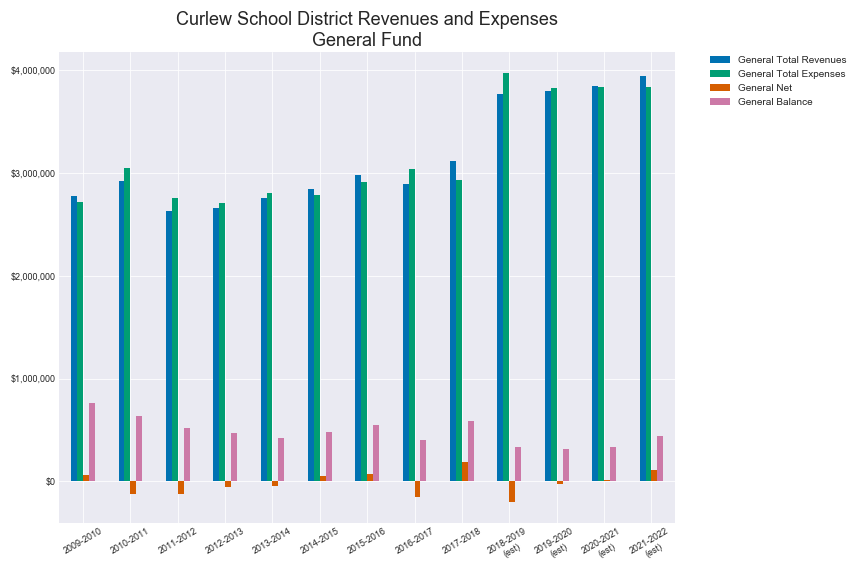 Curlew School District Revenues and Expenses
General Fund
General Total Revenues
General Total Expenses
General Net
General Balance
$4,000,000
$3,000,000
$2,000,000
$1,000,000
$0
2009-2010
2010-2011
2011-2012
2012-2013
2013-2014
2014-2015
2015-2016
2016-2017
2017-2018
2018-2019
(est)
2019-2020
(est)
2020-2021
(est)
2021-2022
(est)